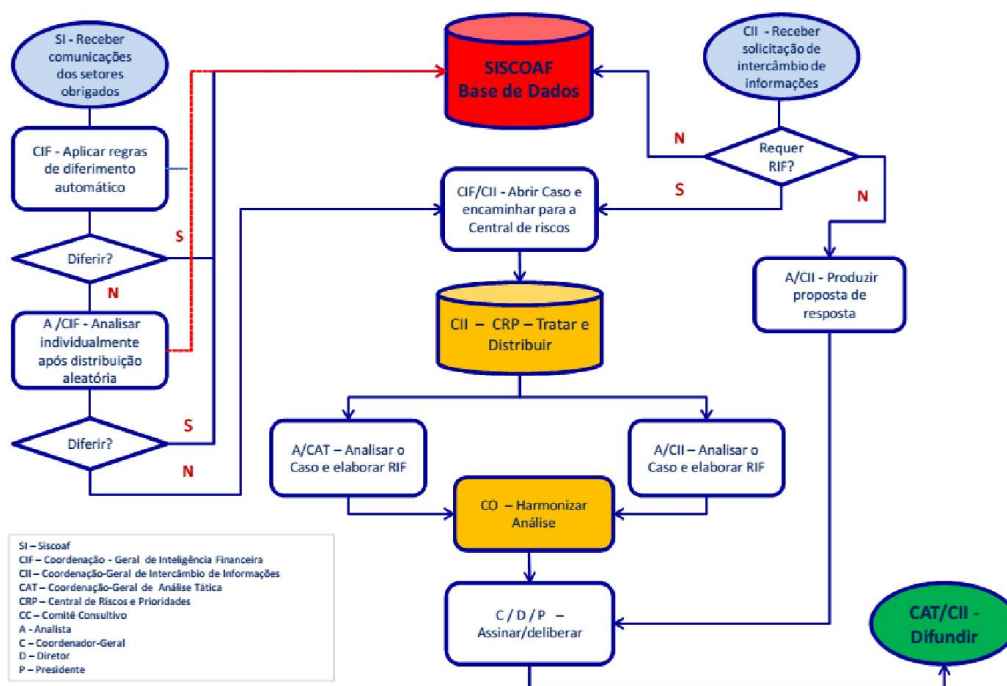 SI - Receber
comunicações
dos setores
obrigados
SISCOAF
Base de Dados
CII - Receber
solicitação de
intercâmbio de
informações
CIF - Aplicar regras
de diferimento
automático
N
Requer
RIF?
CIF/CII - Abrir Caso e
encaminhar para a
Central de riscos
S
N
S
Diferir?
N
A/CII - Produzir
proposta de
resposta
A /CIF - Analisar
individualmente
após distribuição
aleatória
CII – CRP – Tratar e
Distribuir
S
Diferir?
N
A/CAT – Analisar o
Caso e elaborar RIF
A/CII - Analisar o
Caso e elaborar RIF
CO – Harmonizar
Análise
SI – Siscoaf
CIF – Coordenação - Geral de Inteligência Financeira
CII – Coordenação-Geral de Intercâmbio de Informações
CAT – Coordenação-Geral de Análise Tática
CRP – Central de Riscos e Prioridades
CC – Comitê Consultivo
A - Analista
C – Coordenador-Geral
D – Diretor
P – Presidente
C / D / P –
Assinar/deliberar
CAT/CII -
Difundir